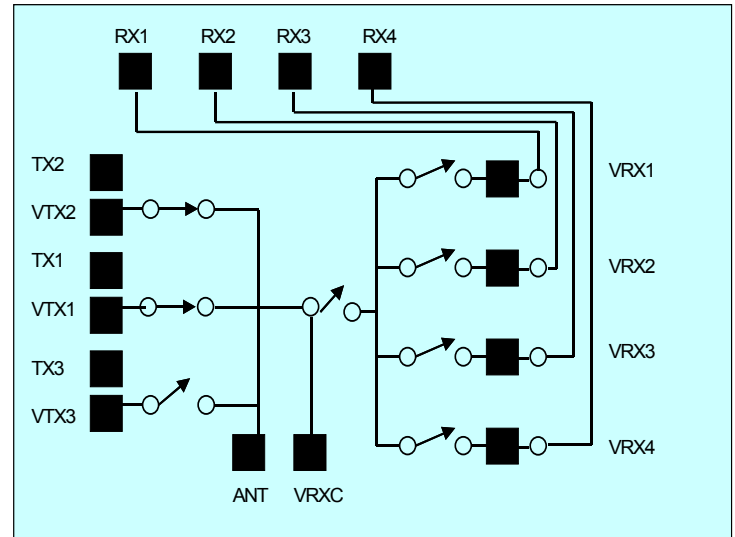 RX1 RX2 RX3 RX4
TX2
VRX1
VTX2
TX1
VRX2
VTX1
VRX3
TX3
VTX3
VRX4
ANT VRXC